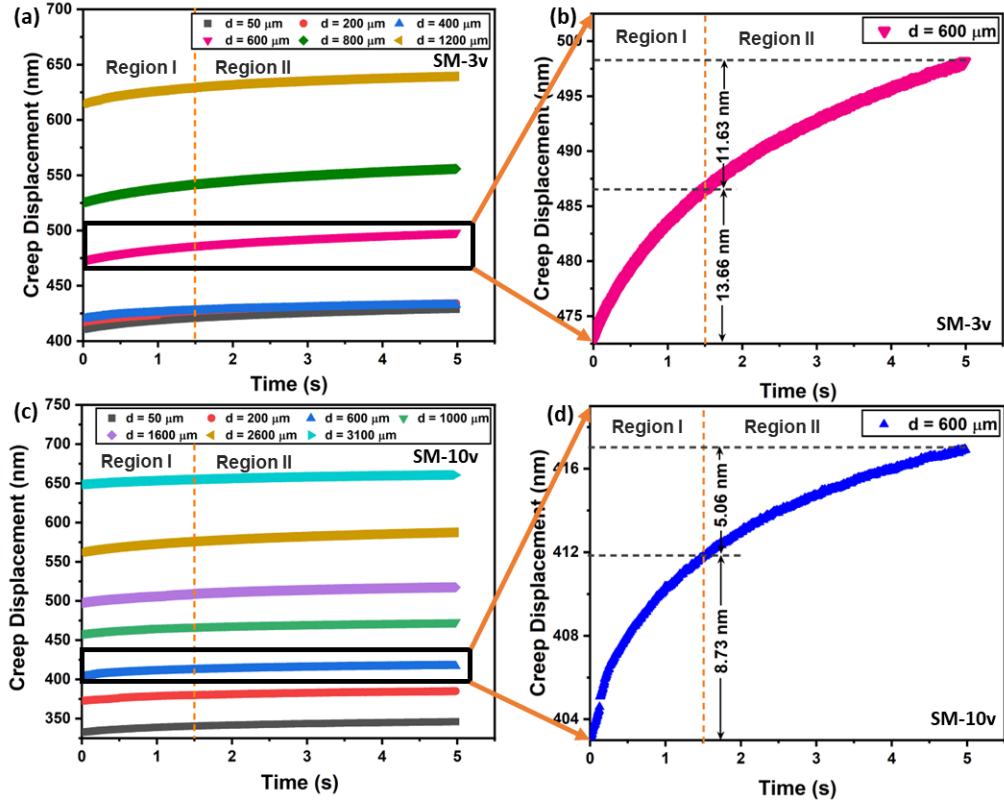 (a)
700
650
600
550
500
450
400
Creep Displacement (nm)
d = 50 μm d = 200 μm d = 400 μm
d = 600 μm d = 800 μm d = 1200 μm
Region I Region II SM-3v
0 1 2 3 4 5
Time (s)
(b)
500
495
490
485
480
475
Creep Displacement (nm)
d = 600 μm
Region I Region II
11.63 nm
13.66 nm
SM-3v
0 1 2 3 4 5
Time (s)
(c)
750
700
650
600
550
500
450
400
350
Creep Displacement (nm)
d = 50 μm d = 200 μm d = 600 μm d = 1000 μm
d = 1600 μm d = 2600 μm d = 3100 μm
Region I Region II SM-10v
0 1 2 3 4 5
Time (s)
(d)
416
412
408
404
Creep Displacement (nm)
d = 600 μm
Region I Region II
5.06 nm
8.73 nm
SM-10v
0 1 2 3 4 5
Time (s)